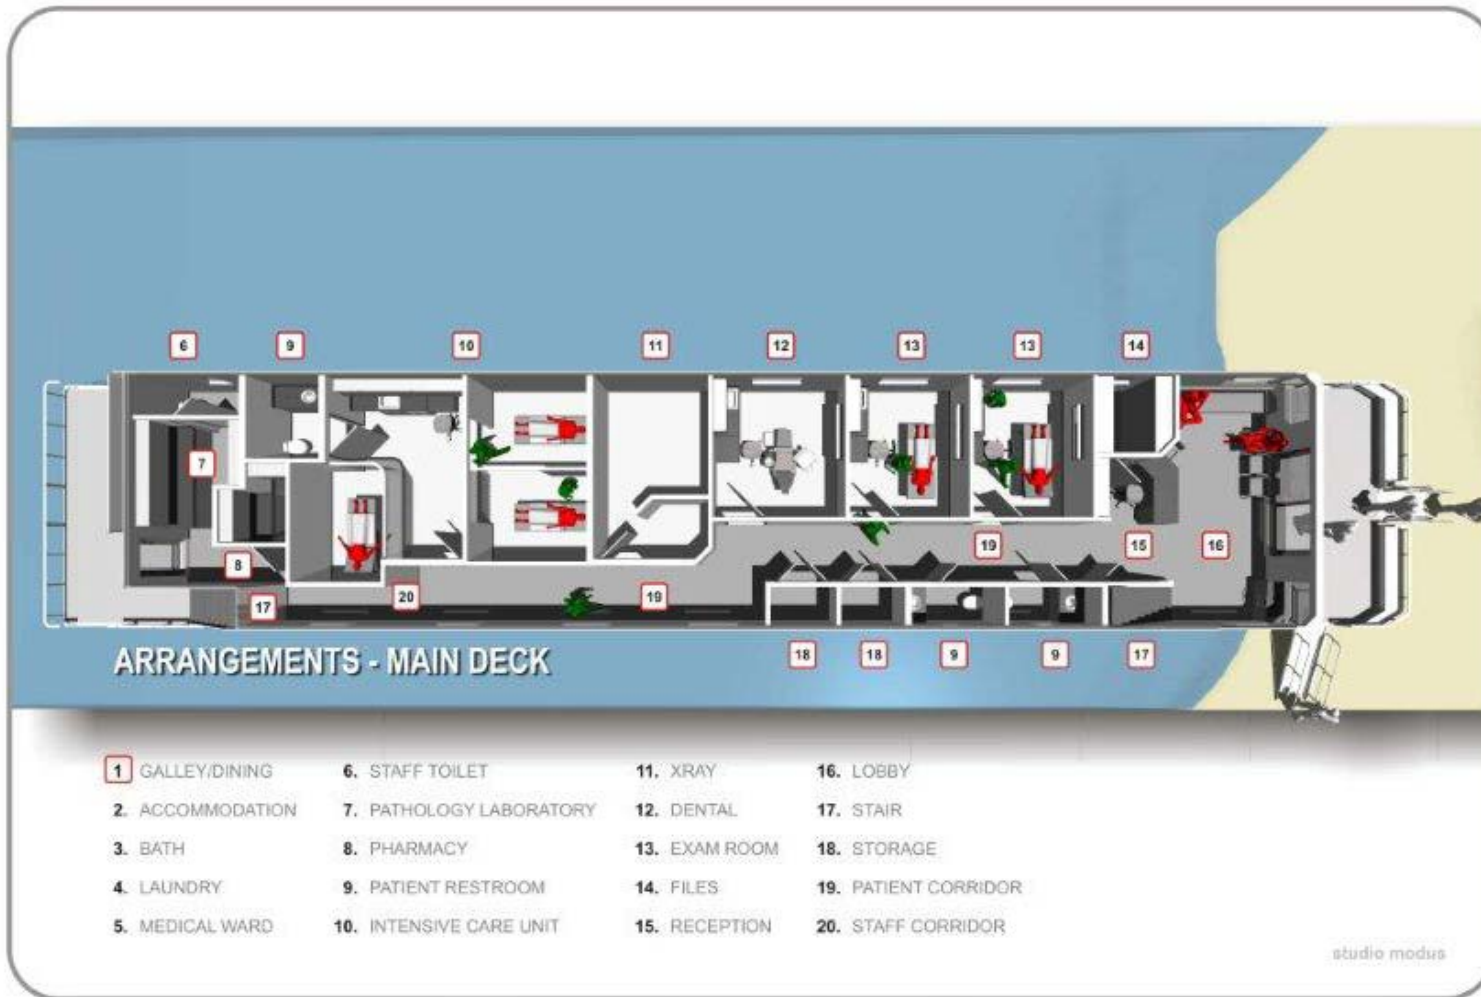 6 9 10 11 12 13 13 14
7
8 19 15 16
17 20 19
18 18 9 9 17
ARRANGEMENTS - MAIN DECK
1 GALLEY/DINING
2. ACCOMMODATION
3. BATH
4. LAUNDRY
5. MEDICAL WARD
6. STAFF TOILET
7. PATHOLOGY LABORATORY
8. PHARMACY
9. PATIENT RESTROOM
10. INTENSIVE CARE UNIT
11. XRAY
12. DENTAL
13. EXAM ROOM
14. FILES
15. RECEPTION
16. LOBBY
17. STAIR
18. STORAGE
19. PATIENT CORRIDOR
20. STAFF CORRIDOR
studio modus